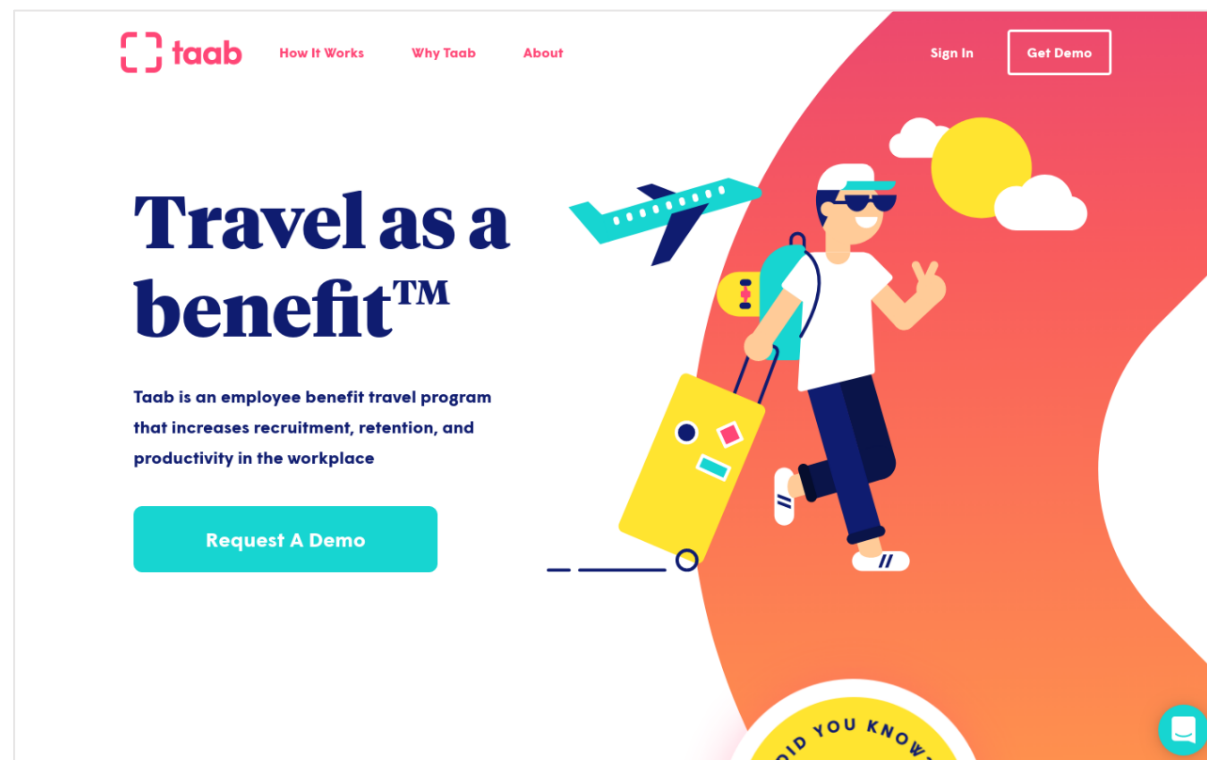 taab
How It Works
Why Taab
About
Sign In
Get Demo
Travel as a
benefit™
Taab is an employee benefit travel program
that increases recruitment, retention, and
productivity in the workplace
Request A Demo
DID YOU KNOW?